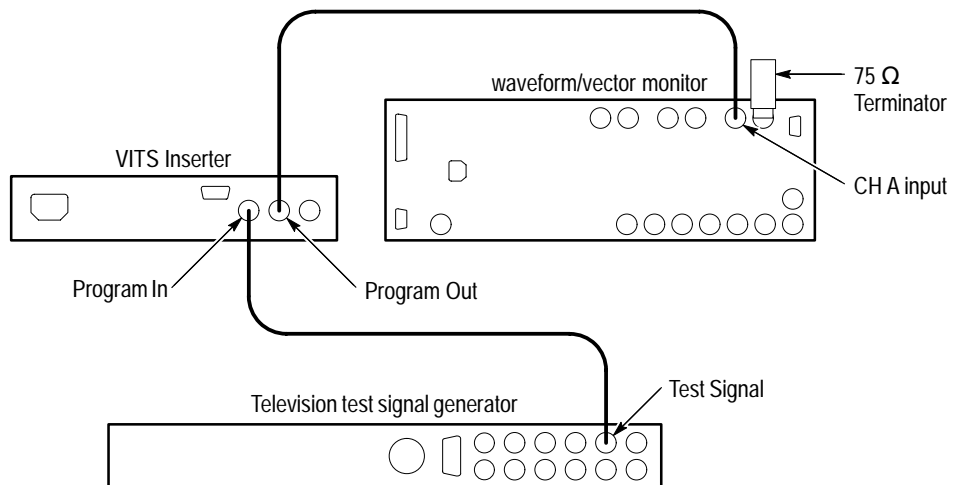 waveform/vector monitor
75 Ω
Terminator
VITS Inserter
CH A input
Program In
Program Out
Test Signal
Television test signal generator